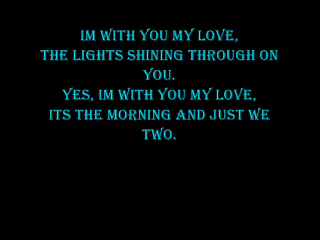 IM WITH YOU MY LOVE,
THE LIGHTS SHINING THROUGH ON
YOU.
YES, IM WITH YOU MY LOVE,
ITS THE MORNING AND JUST WE
TWO.